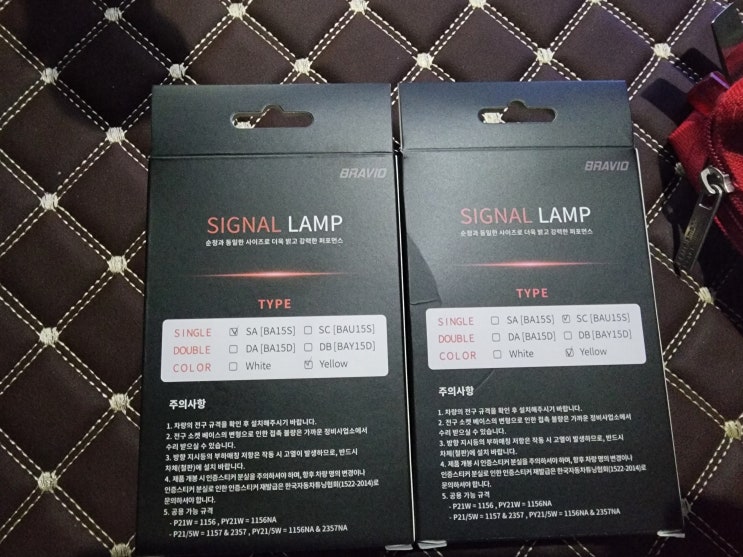 BRAVIO
SIGNAL LAMP
순정과 동일한 사이즈로 더욱 밝고 강력한 퍼포먼스
TYPE
SINGLE SA [BA15S] SC [BAU15S]
DOUBLE DA [BA15D] DB [BAY15D]
COLOR White Yellow
주의사항
1. 차량의 전구 규격을 확인 후 설치해주시기 바랍니다.
2. 전구 소켓 베이스의 변형으로 인한 접촉 불량은 가까운 정비사업소에서
수리 받으실 수 있습니다.
3. 방향 지시등의 부하매칭 저항은 작동 시 고열이 발생하므로, 반드시
차체(철판)에 설치 바랍니다.
4. 제품 개봉 시 인증스티커 분실을 주의하셔야 하며, 향후 차량 명의 변경이나
인증스티커 분실로 인한 인증스티커 재발급은 한국자동차튜닝협회(1522-2014)로
문의하셔야 합니다.
5. 공용 가능 규격
- P21W = 1156 , PY21W = 1156NA
- P21/5W = 1157 & 2357 , PY21/5W = 1156NA & 2357NA
BRAVIO
SIGNAL LAMP
순정과 동일한 사이즈로 더욱 밝고 강력한 퍼포먼스
TYPE
SINGLE SA [BA15S] SC [BAU15S]
DOUBLE DA [BA15D] DB [BAY15D]
COLOR White Yellow
주의사항
1. 차량의 전구 규격을 확인 후 설치해주시기 바랍니다.
2. 전구 소켓 베이스의 변형으로 인한 접촉 불량은 가까운 정비사업소에서
수리 받으실 수 있습니다.
3. 방향 지시등의 부하매칭 저항은 작동 시 고열이 발생하므로, 반드시
차체(철판)에 설치 바랍니다.
4. 제품 개봉 시 인증스티커 분실을 주의하셔야 하며, 향후 차량 명의 변경이나
인증스티커 분실로 인한 인증스티커 재발급은 한국자동차튜닝협회(1522-2014)로
문의하셔야 합니다.
5. 공용 가능 규격
- P21W = 1156 , PY21W = 1156NA
- P21/5W = 1157 & 2357 , PY21/5W = 1156NA & 2357NA